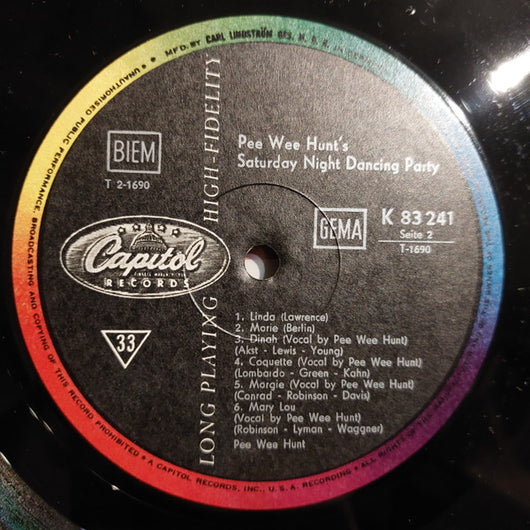 MFD. BY CARL LINDSTRÖM GES. M. B. H.
UNAUTHORISED PUBLIC PERFORMANCE, BROADCASTING AND COPYING OF THIS RECORD PROHIBITED • A CAPITOL RECORDS, INC., U. S. A. RECORDING • ALL RIGHTS OF THE
LONG PLAYING HIGH-FIDELITY
BIEM
T 2-1690
Pee Wee Hunt's
Saturday Night Dancing Party
GEMA
K 83 241
Seite 2
T-1690
Capitol
RECORDS
33
1. Linda (Lawrence)
2. Marie (Berlin)
3. Dinah (Vocal by Pee Wee Hunt)
(Akst - Lewis - Young)
4. Coquette (Vocal by Pee Wee Hunt)
(Lombardo - Green - Kahn)
5. Margie (Vocal by Pee Wee Hunt)
(Conrad - Robinson - Davis)
6. Mary Lou
(Vocal by Pee Wee Hunt)
(Robinson - Lyman - Waggner)
Pee Wee Hunt